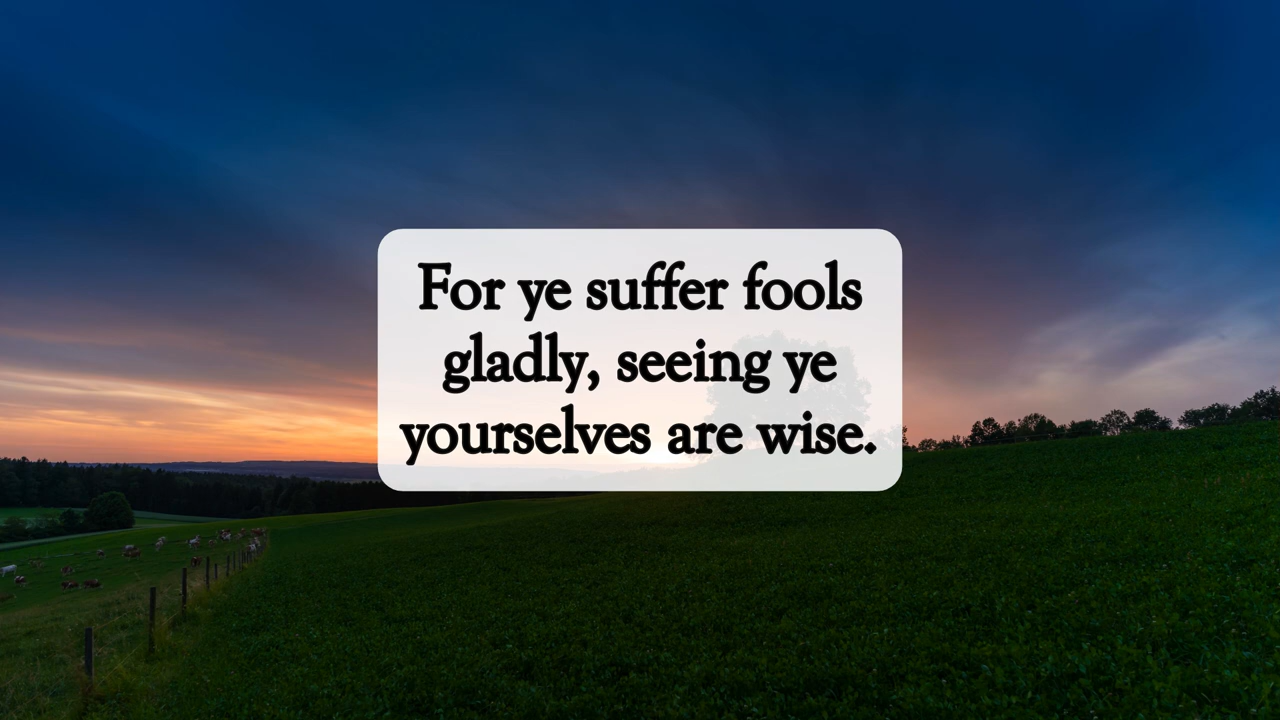 For ye suffer fools
gladly, seeing ye
yourselves are wise.